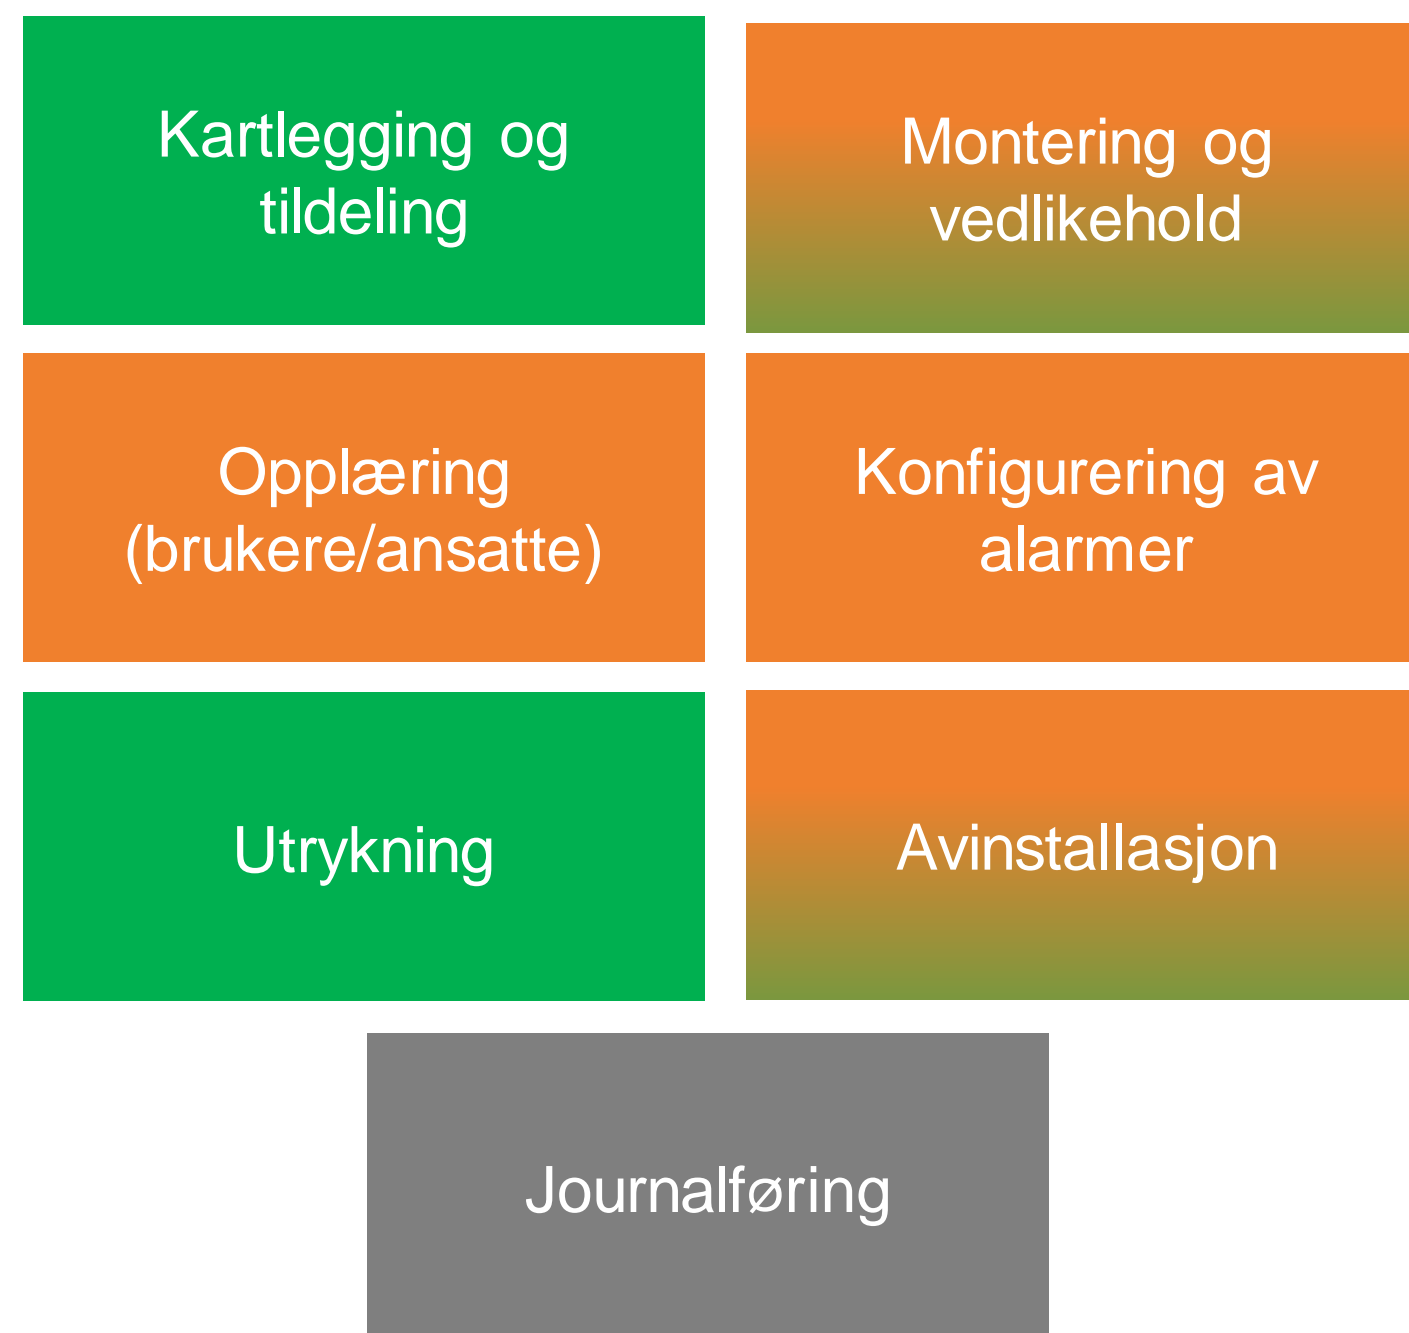 Kartlegging og
tildeling
Montering og
vedlikehold
Opplæring
(brukere/ansatte)
Konfigurering av
alarmer
Utrykning
Avinstallasjon
Journalføring